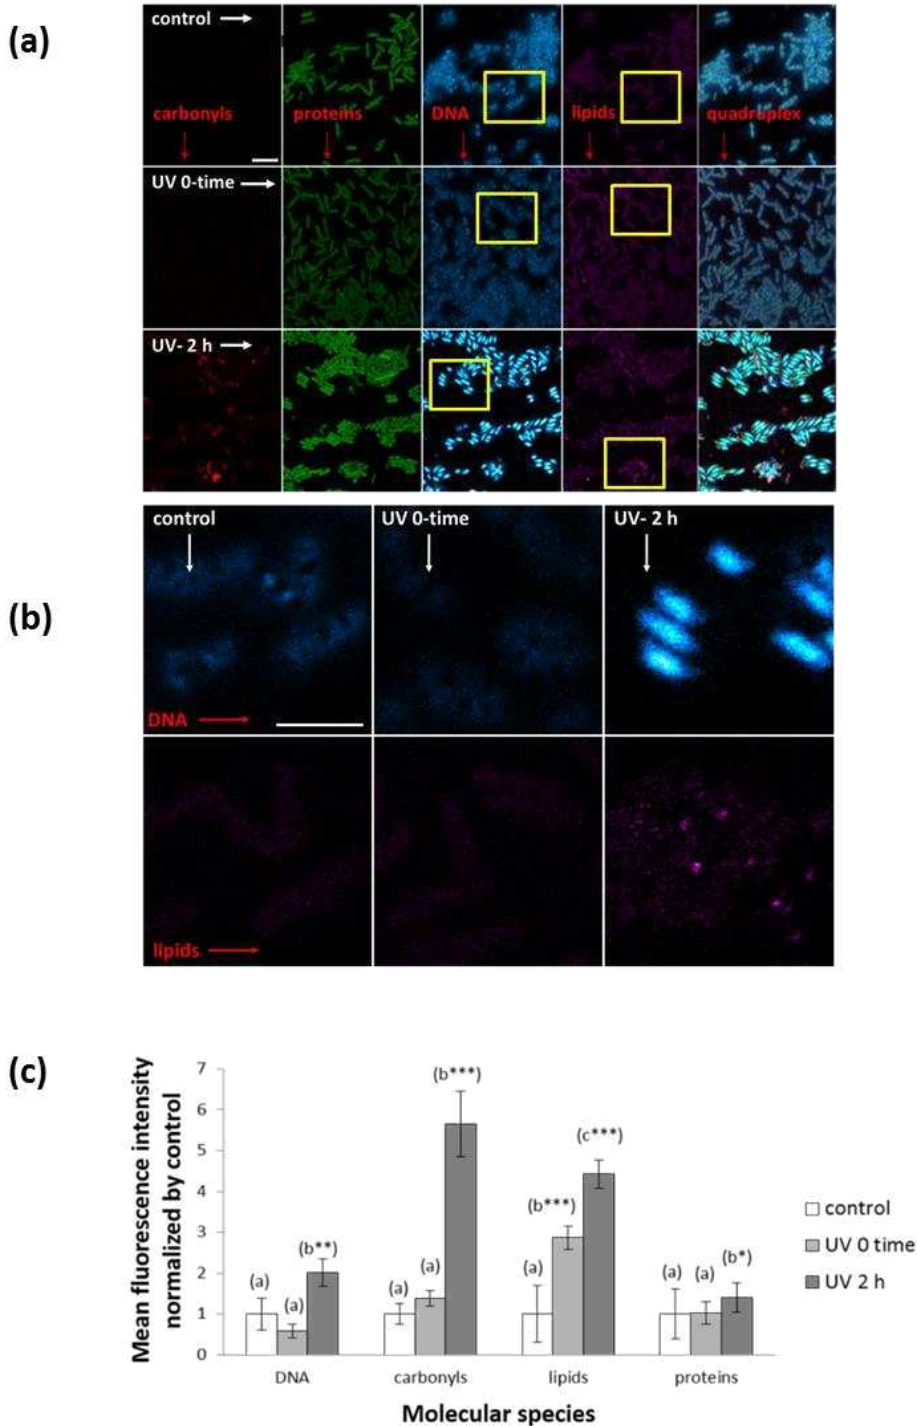 (a)
control
carbonyls
proteins
DNA
lipids
quadruplex
UV 0-time
UV- 2 h
(b)
control
UV 0-time
UV- 2 h
DNA
lipids
(c)
Mean fluorescence intensity
normalized by control
7
6
5
4
3
2
1
0
(a)
(a)
(b**)
(a)
(a)
(b***)
(a)
(b***)
(c***)
(a)
(a)
(b*)
control
UV 0 time
UV 2 h
DNA
carbonyls
lipids
proteins
Molecular species